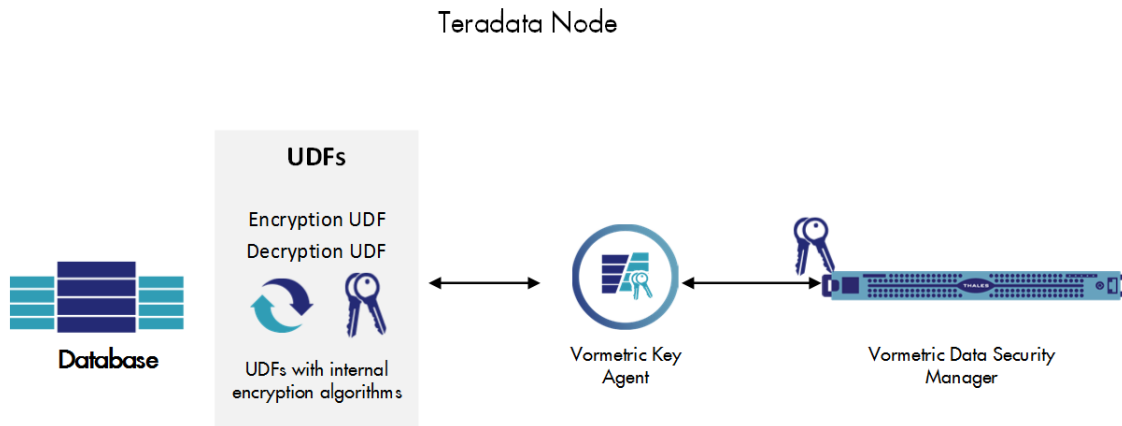 Teradata Node
UDFs
Encryption UDF
Decryption UDF
UDFs with internal
encryption algorithms
Database
Vormetric Key
Agent
THALES
Vormetric Data Security
Manager